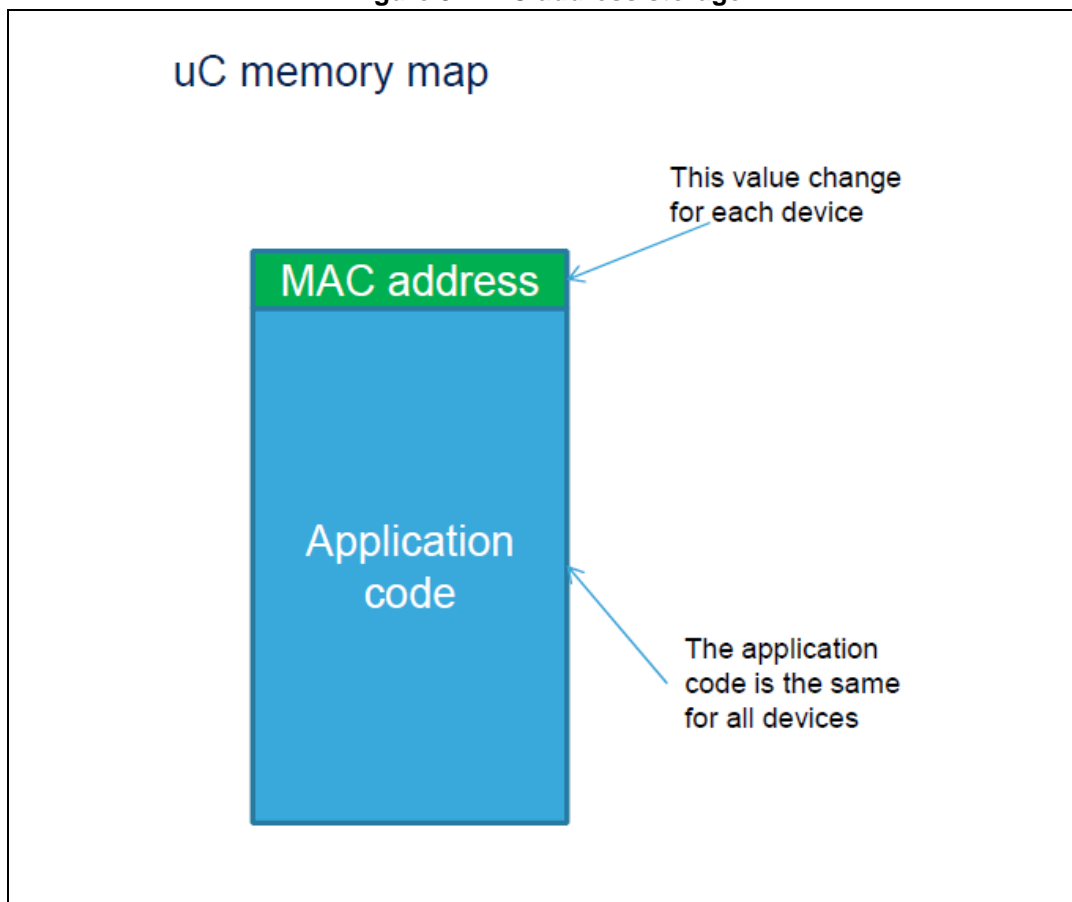 uC memory map
This value change
for each device
MAC address
Application
code
The application
code is the same
for all devices